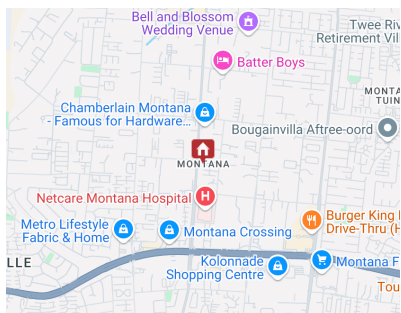 Bell and Blossom
Wedding Venue
Twee Rivi
Retirement Villa
Batter Boys
MONTA
TUIN
Chamberlain Montana
- Famous for Hardware...
Bougainvilla Aftree-oord
MONTANA
Netcare Montana Hospital
H
Burger King
Drive-Thru (H
Metro Lifestyle
Fabric & Home
Montana Crossing
LLE
Kolonnade
Shopping Centre
Montana F
Tou